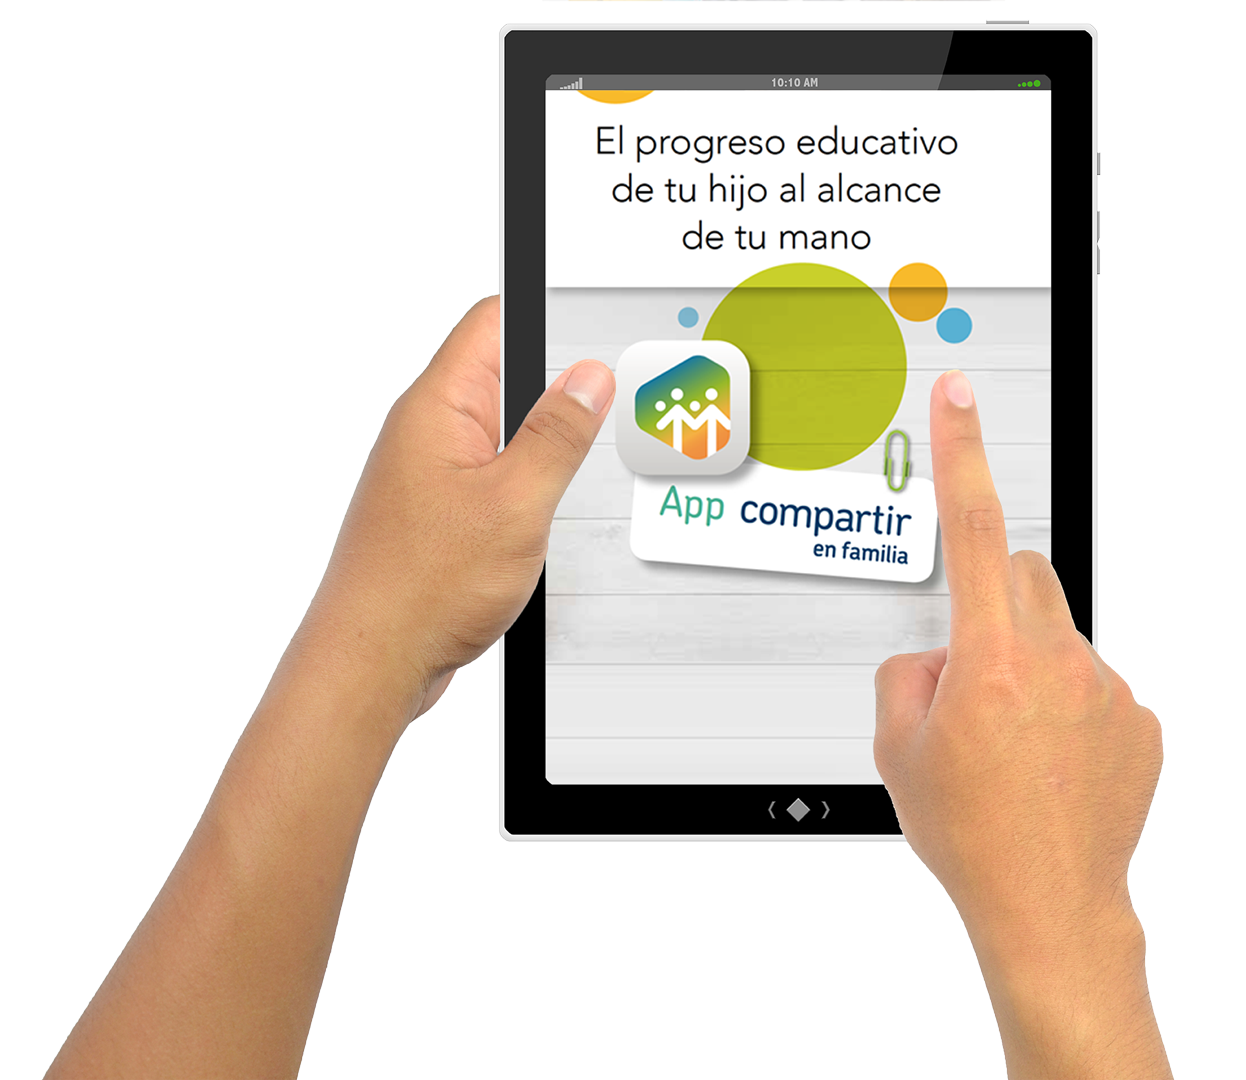 10:10 AM
El progreso educativo
de tu hijo al alcance
de tu mano
App compartir
en familia